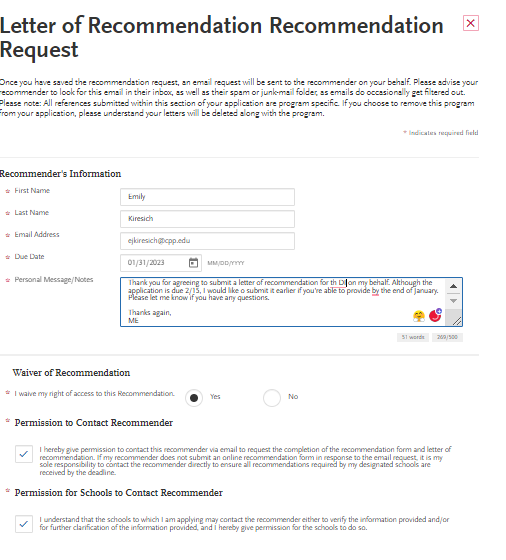 Letter of Recommendation Recommendation
Request
Once you have saved the recommendation request, an email request will be sent to the recommender on your behalf. Please advise your
recommender to look for this email in their inbox, as well as their spam or junk-mail folder, as emails do occasionally get filtered out.
Please note: All references submitted within this section of your application are program specific. If you choose to remove this program
from your application, please understand your letters will be deleted along with the program.
* Indicates required field
Recommender's Information
* First Name
Emily
* Last Name
Kiresich
* Email Address
ejkiresich@cpp.edu
* Due Date
01/31/2023 MM/DD/YYYY
* Personal Message/Notes
Thank you for agreeing to submit a letter of recommendation for th DI on my behalf. Although the
application is due 2/15, I would like o submit it earlier if you're able to provide by the end of January.
Please let me know if you have any questions.
Thanks again,
ME
51 words 269/500
Waiver of Recommendation
* I waive my right of access to this Recommendation. Yes No
* Permission to Contact Recommender
I hereby give permission to contact this recommender via email to request the completion of the recommendation form and letter of
recommendation. If my recommender does not submit an online recommendation form in response to the email request, it is my
sole responsibility to contact the recommender directly to ensure all recommendations required by my designated schools are
received by the deadline.
* Permission for Schools to Contact Recommender
I understand that the schools to which I am applying may contact the recommender either to verify the information provided and/or
for further clarification of the information provided, and I hereby give permission for the schools to do so.